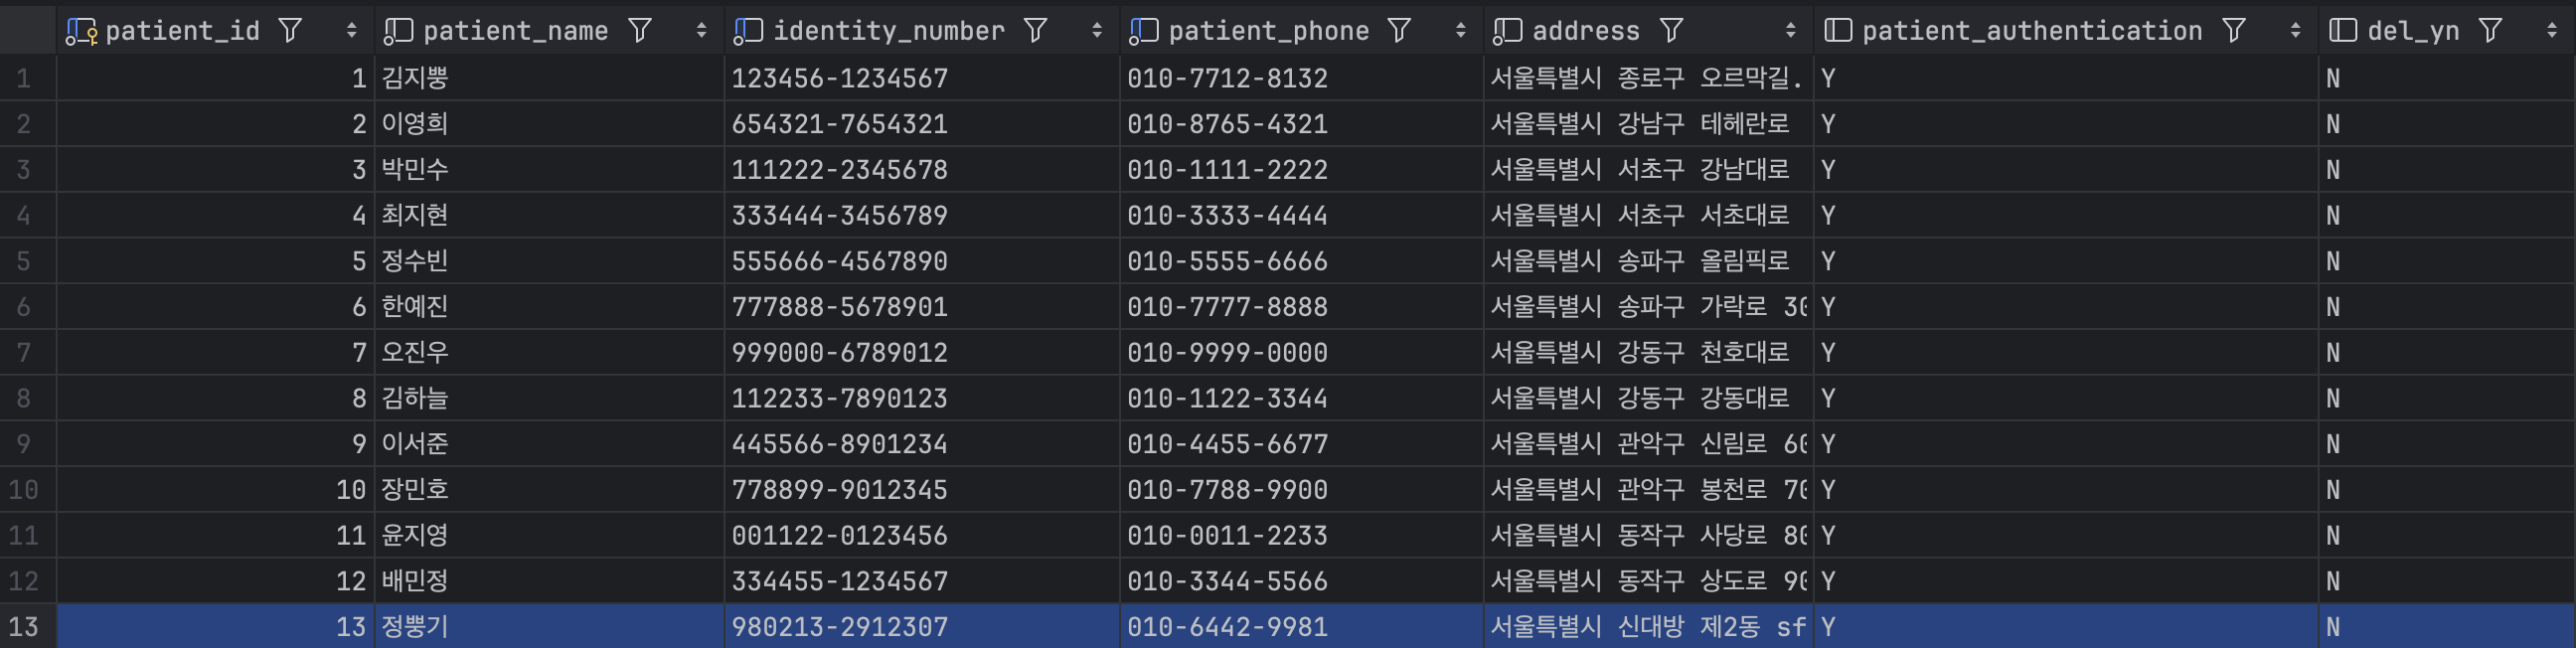 patient_id patient_name identity_number patient_phone address patient_authentication del_yn
1 1 김지뿅 123456-1234567 010-7712-8132 서울특별시 종로구 오르막길. Y N
2 2 이영희 654321-7654321 010-8765-4321 서울특별시 강남구 테헤란로 Y N
3 3 박민수 111222-2345678 010-1111-2222 서울특별시 서초구 강남대로 Y N
4 4 최지현 333444-3456789 010-3333-4444 서울특별시 서초구 서초대로 Y N
5 5 정수빈 555666-4567890 010-5555-6666 서울특별시 송파구 올림픽로 Y N
6 6 한예진 777888-5678901 010-7777-8888 서울특별시 송파구 가락로 30 Y N
7 7 오진우 999000-6789012 010-9999-0000 서울특별시 강동구 천호대로 Y N
8 8 김하늘 112233-7890123 010-1122-3344 서울특별시 강동구 강동대로 Y N
9 9 이서준 445566-8901234 010-4455-6677 서울특별시 관악구 신림로 60 Y N
10 10 장민호 778899-9012345 010-7788-9900 서울특별시 관악구 봉천로 70 Y N
11 11 윤지영 001122-0123456 010-0011-2233 서울특별시 동작구 사당로 80 Y N
12 12 배민정 334455-1234567 010-3344-5566 서울특별시 동작구 상도로 90 Y N
13 13 정뿅기 980213-2912307 010-6442-9981 서울특별시 신대방 제2동 sf Y N